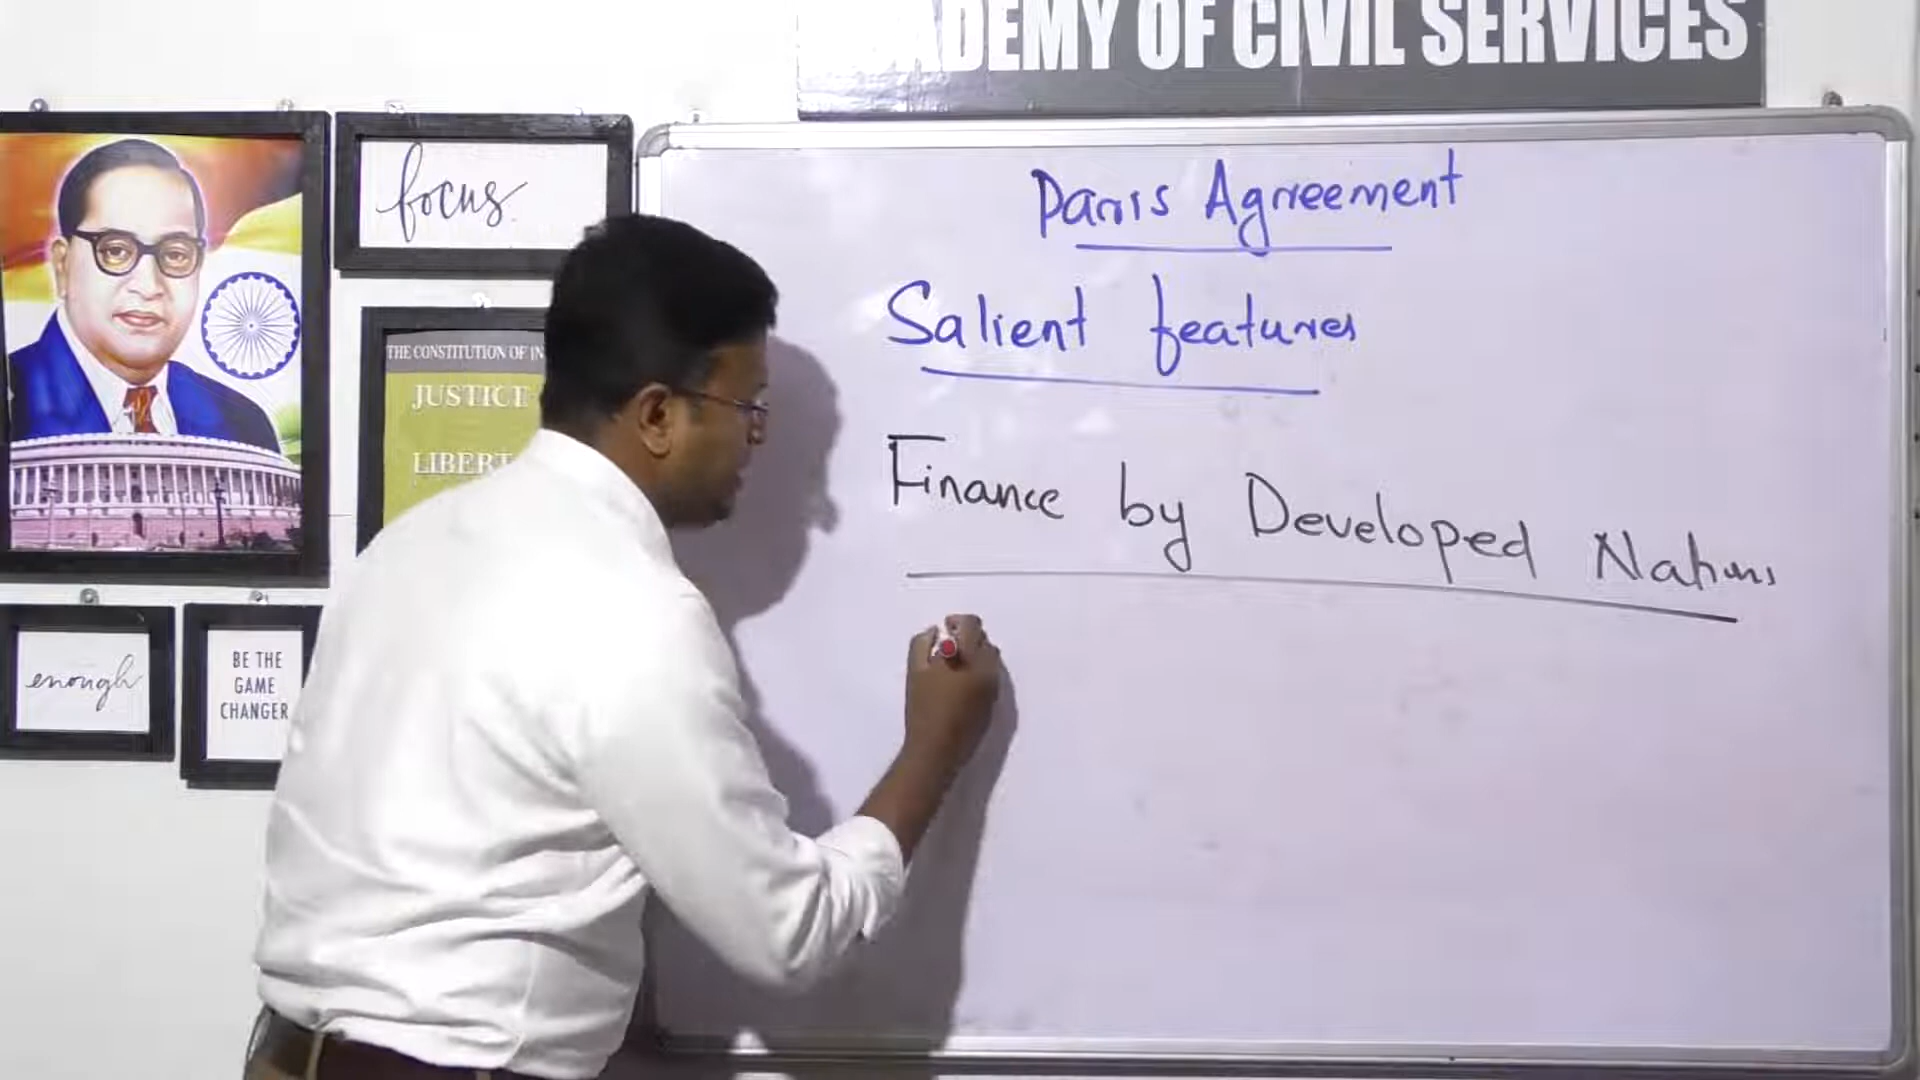 ADEMY OF CIVIL SERVICES
focus
THE CONSTITUTION OF IN
JUSTICE
LIBERT
enough
BE THE
GAME
CHANGER
Paris Agreement
Salient features
Finance by Developed Nations